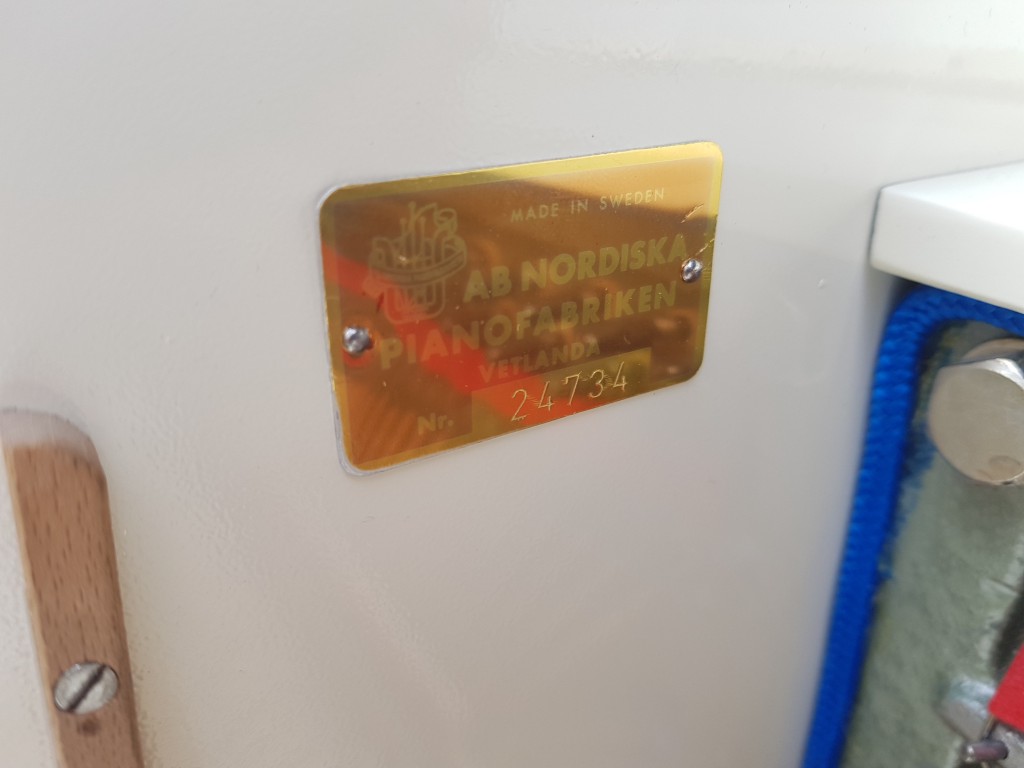 MADE IN SWEDEN
AB NORDISKA
PIANOFABRIKEN
VETLANDA
Nr. 24734